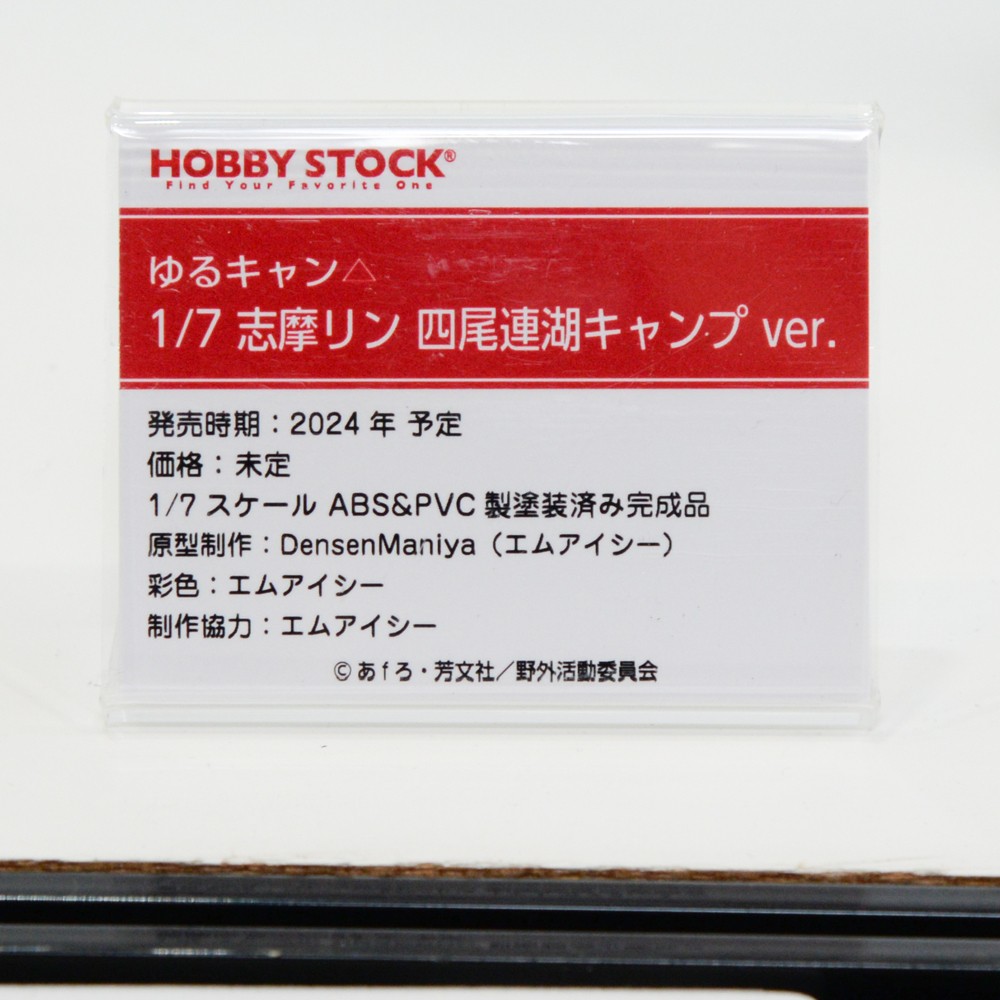 HOBBY STOCK®
Find Your Favorite One
ゆるキャン△
1/7 志摩リン 四尾連湖キャンプ ver.
発売時期：2024 年 予定
価格：未定
1/7 スケール ABS&PVC 製塗装済み完成品
原型制作：DensenManiya（エムアイシー）
彩色：エムアイシー
制作協力：エムアイシー
©あfろ・芳文社／野外活動委員会